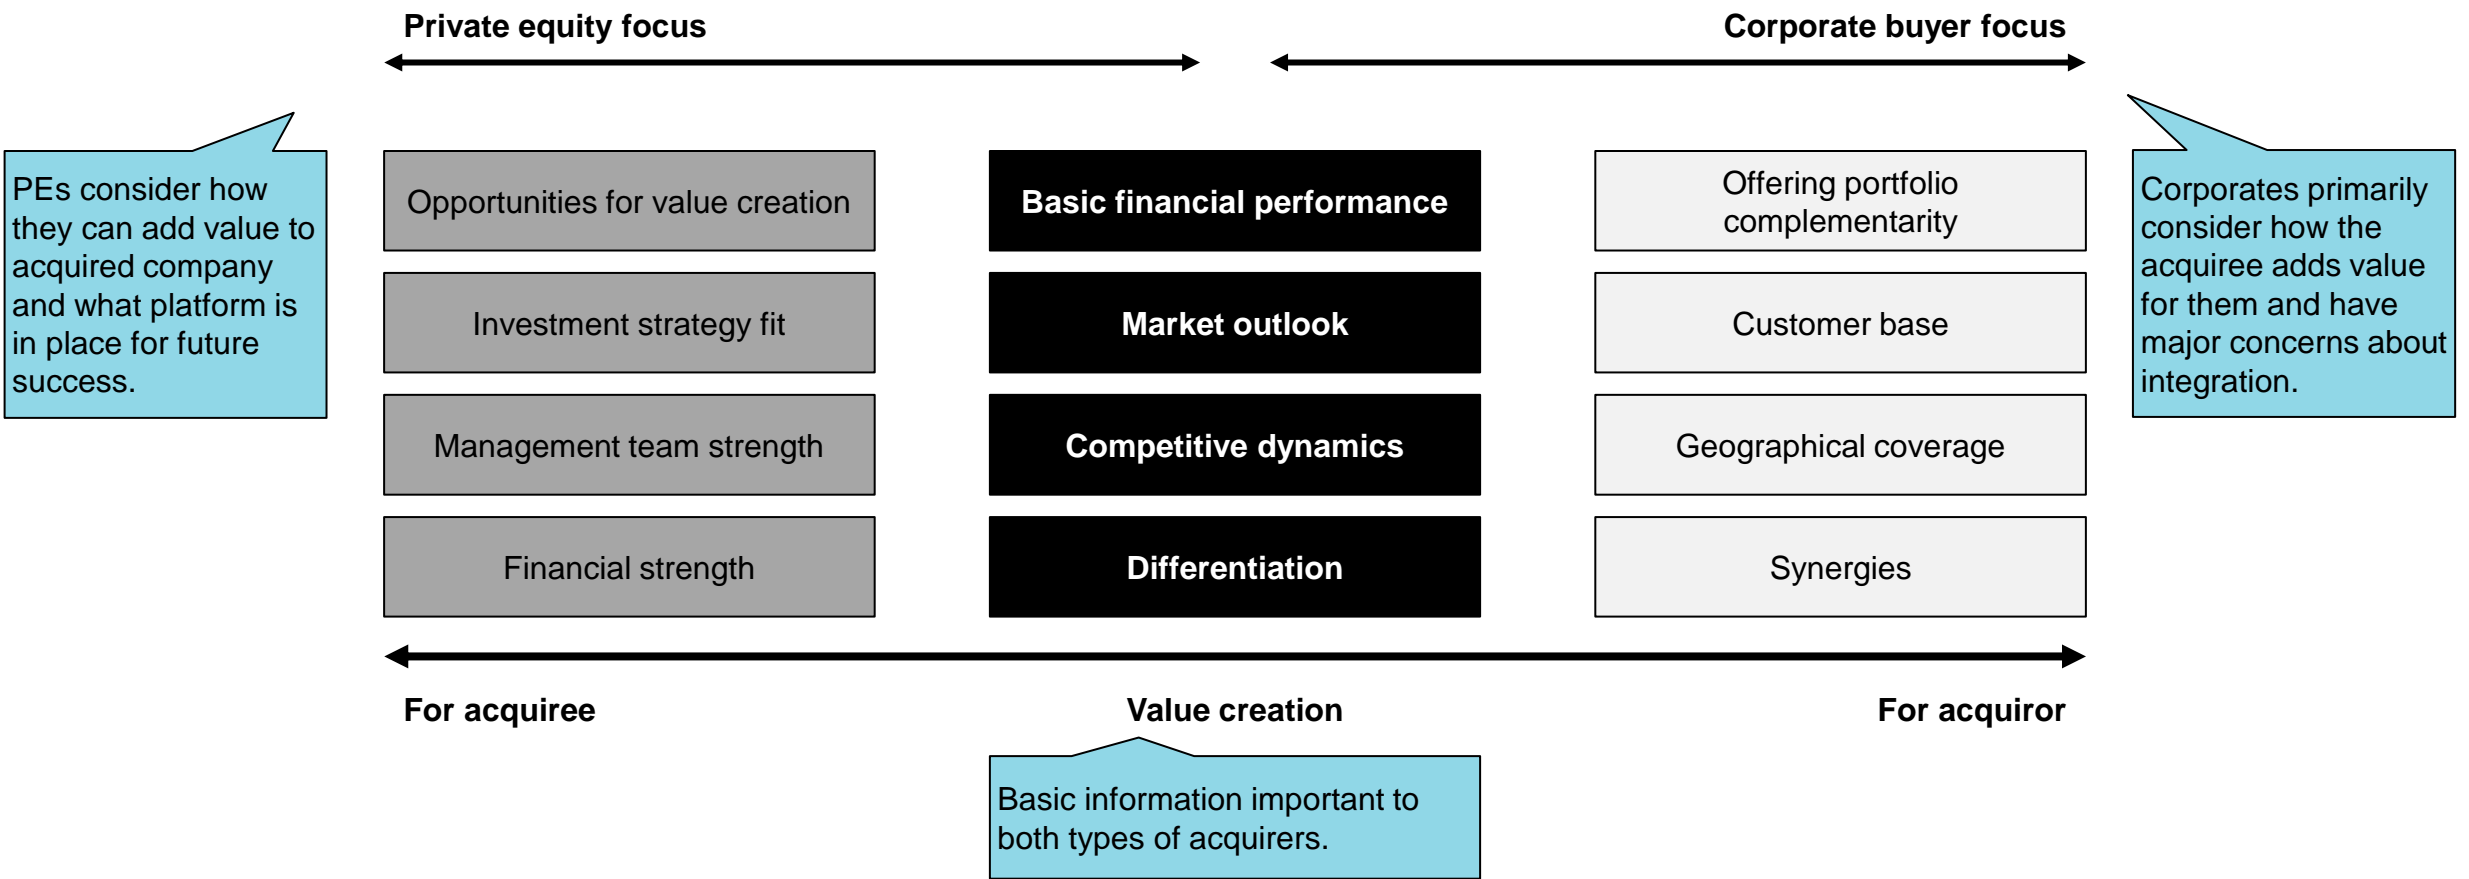 Private equity focus
Corporate buyer focus
PEs consider how
they can add value to
acquired company
and what platform is
in place for future
success.
Opportunities for value creation
Investment strategy fit
Management team strength
Financial strength
Basic financial performance
Market outlook
Competitive dynamics
Differentiation
Offering portfolio
complementarity
Customer base
Geographical coverage
Synergies
Corporates primarily
consider how the
acquiree adds value
for them and have
major concerns about
integration.
For acquiree
Value creation
For acquiror
Basic information important to
both types of acquirers.